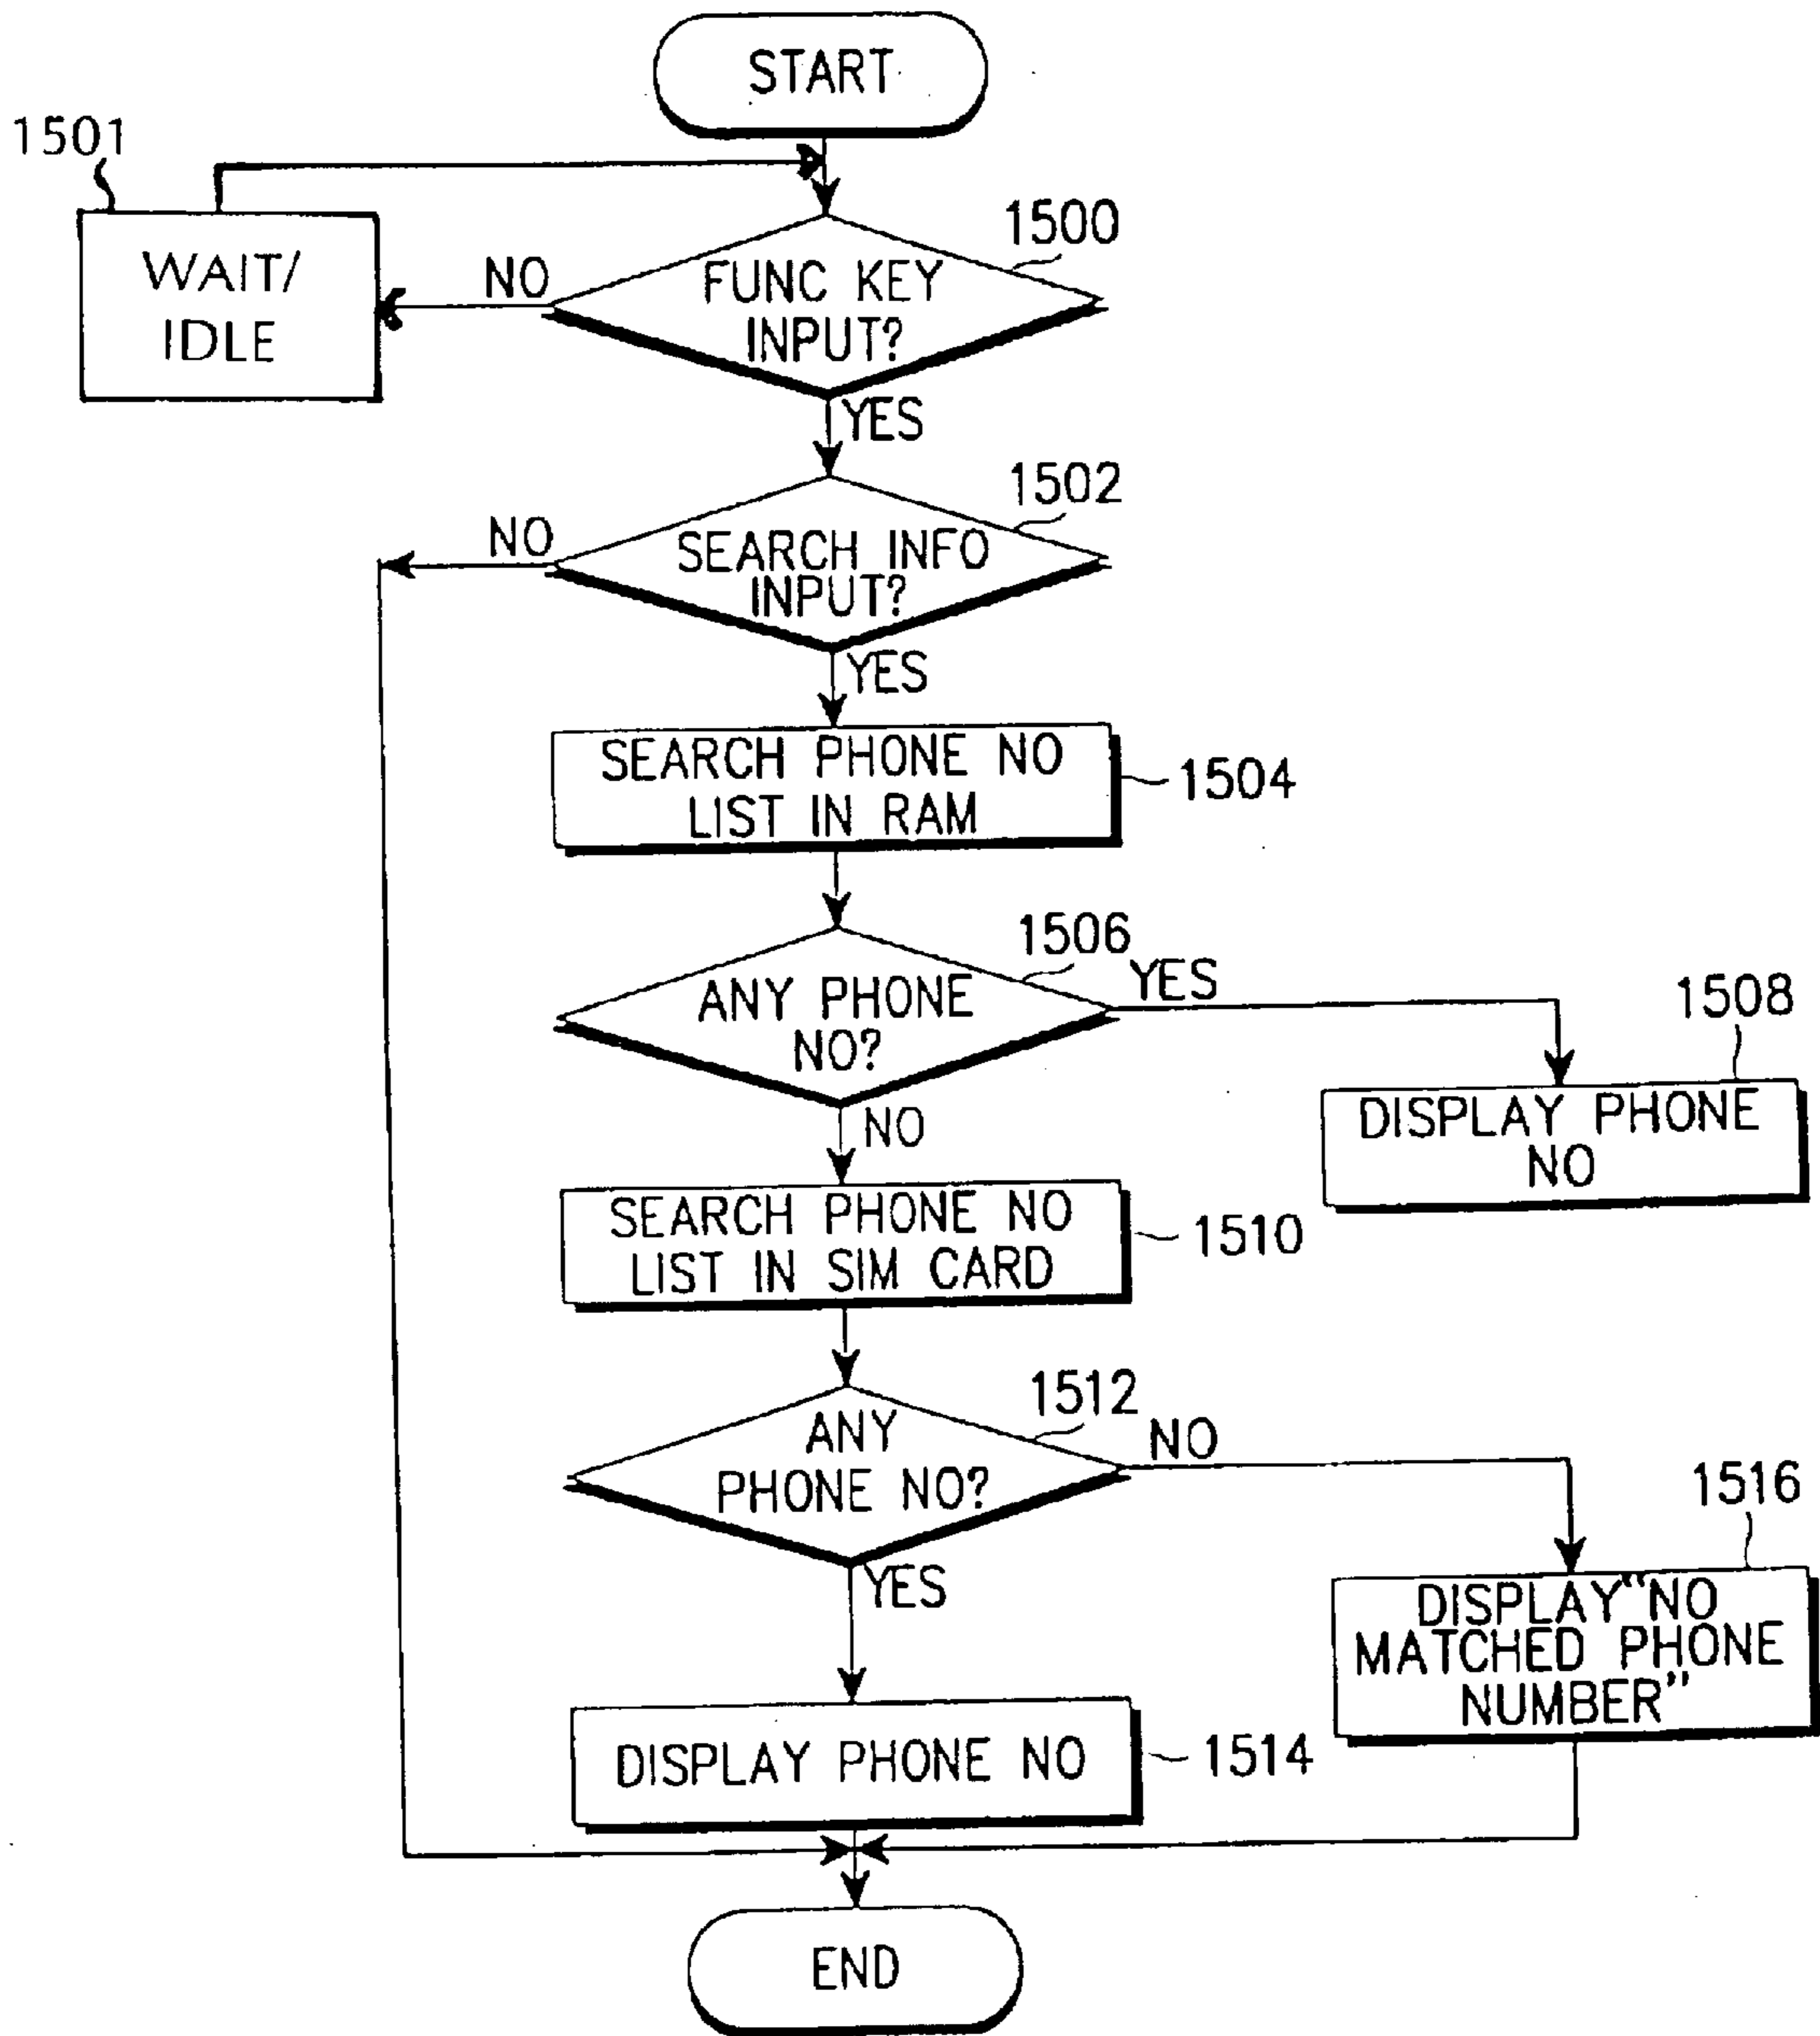 START
1501
1500
WAIT/
IDLE
NO
FUNC KEY
INPUT?
YES
1502
NO
SEARCH INFO
INPUT?
YES
SEARCH PHONE NO
LIST IN RAM
1504
1506
YES
ANY PHONE
NO?
1508
DISPLAY PHONE
NO
NO
SEARCH PHONE NO
LIST IN SIM CARD
1510
1512
NO
ANY
PHONE NO?
1516
YES
DISPLAY"NO
MATCHED PHONE
NUMBER"
DISPLAY PHONE NO
1514
END